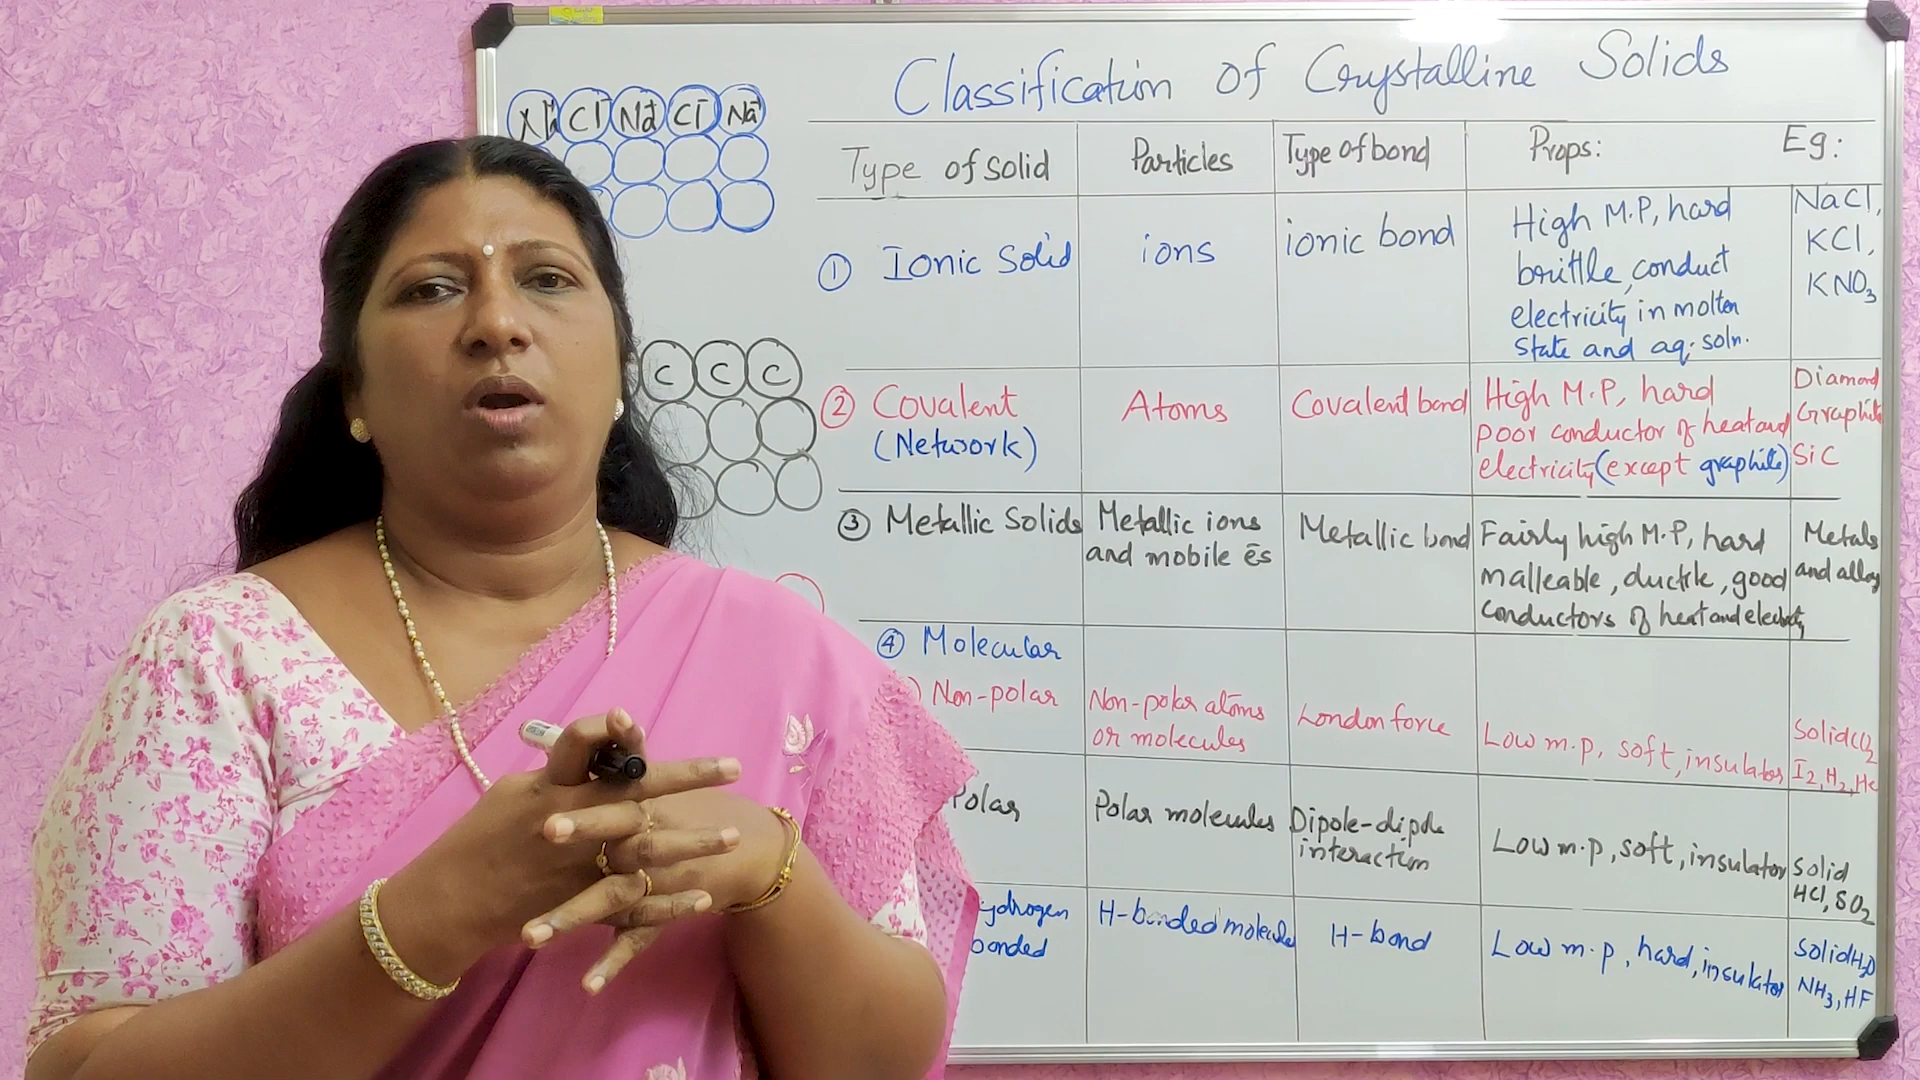 Classification Of Crystalline Solids
Cl⁻ Na⁺ Cl⁻ Na⁺
C C C
Type of solid
Particles
Type of bond
Props:
Eg:
① Ionic Solid
ions
ionic bond
High M.P, hard
brittle, conduct
electricity in molten
state and aq. soln.
NaCl,
KCl,
KNO₃
② Covalent
(Network)
Atoms
Covalent bond
High M.P, hard
poor conductor of heat and
electricity (except graphite)
Diamond
Graphite
SiC
③ Metallic Solids
Metallic ions
and mobile ēs
Metallic bond
Fairly high M.P, hard
malleable, ductile, good
conductors of heat and electricity
Metals
and alloy
④ Molecular
) Non-polar
Non-polar atoms
or molecules
London force
Low m.p, soft, insulator
Solid CO₂
I₂, H₂, He
Polar
Polar molecules
Dipole-dipole
interaction
Low m.p, soft, insulator
Solid
HCl, SO₂
ydrogen
bonded
H-bonded molecule
H-bond
Low m.p, hard, insulator
Solid H₂O
NH₃, HF